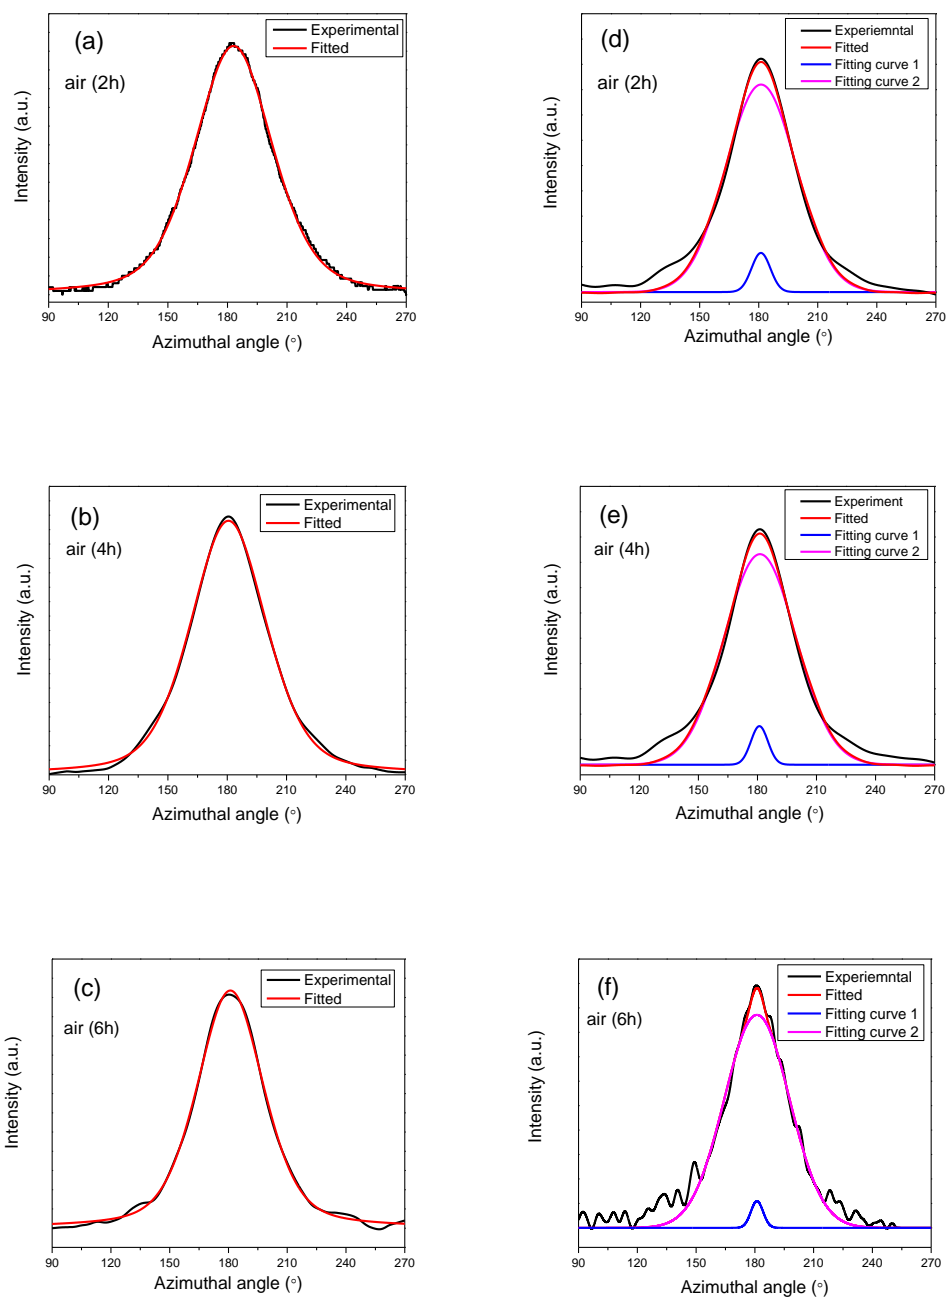 (a)
Experimental
Fitted
air (2h)
Intensity (a.u.)
90 120 150 180 210 240 270
Azimuthal angle (°)
(d)
Experiemntal
Fitted
Fitting curve 1
Fitting curve 2
air (2h)
Intensity (a.u.)
90 120 150 180 210 240 270
Azimuthal angle (°)
(b)
Experimental
Fitted
air (4h)
Intensity (a.u.)
90 120 150 180 210 240 270
Azimuthal angle (°)
(e)
Experiment
Fitted
Fitting curve 1
Fitting curve 2
air (4h)
Intensity (a.u.)
90 120 150 180 210 240 270
Azimuthal angle (°)
(c)
Experimental
Fitted
air (6h)
Intensity (a.u.)
90 120 150 180 210 240 270
Azimuthal angle (°)
(f)
Experiemntal
Fitted
Fitting curve 1
Fitting curve 2
air (6h)
Intensity (a.u.)
90 120 150 180 210 240 270
Azimuthal angle (°)